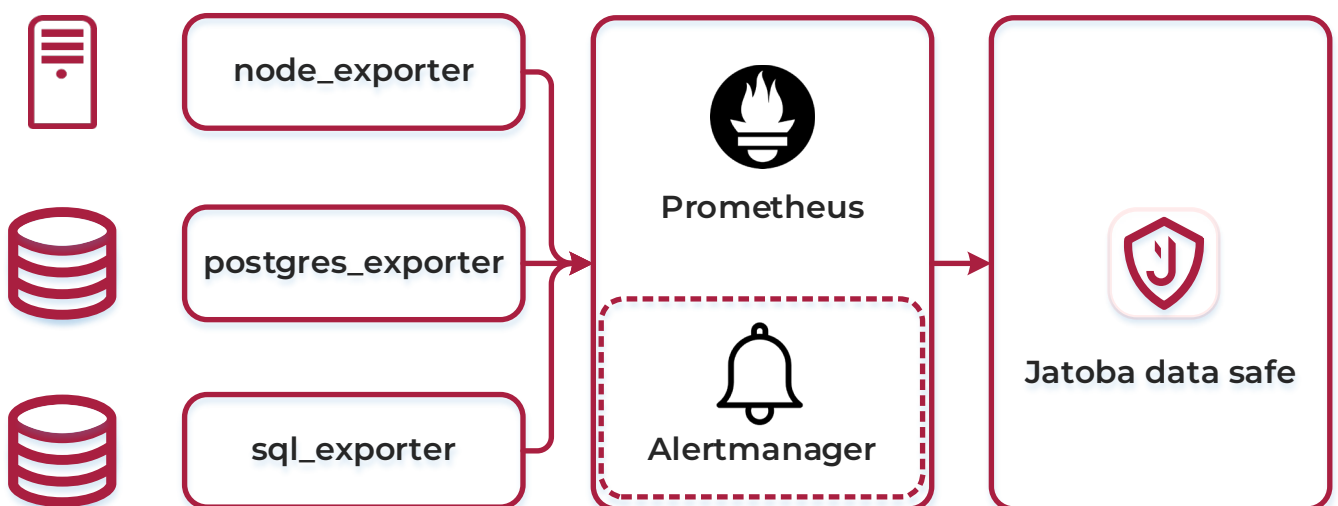 node_exporter
postgres_exporter
sql_exporter
Prometheus
Alertmanager
Jatoba data safe